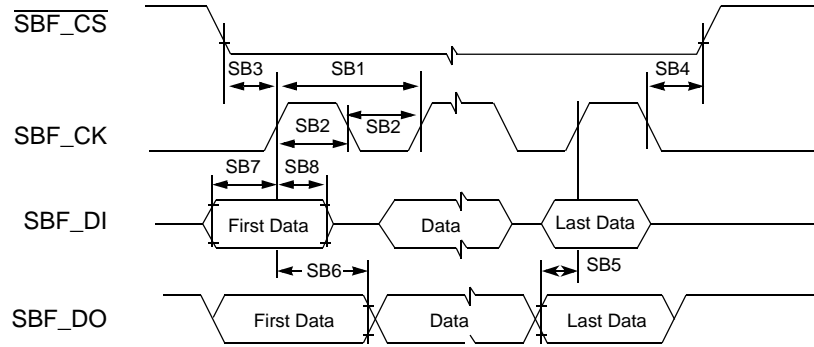 SBF_CS
SB3
SB1
SB4
SBF_CK
SB2
SB2
SB7
SB8
SBF_DI
First Data
Data
Last Data
SB6
SB5
SBF_DO
First Data
Data
Last Data